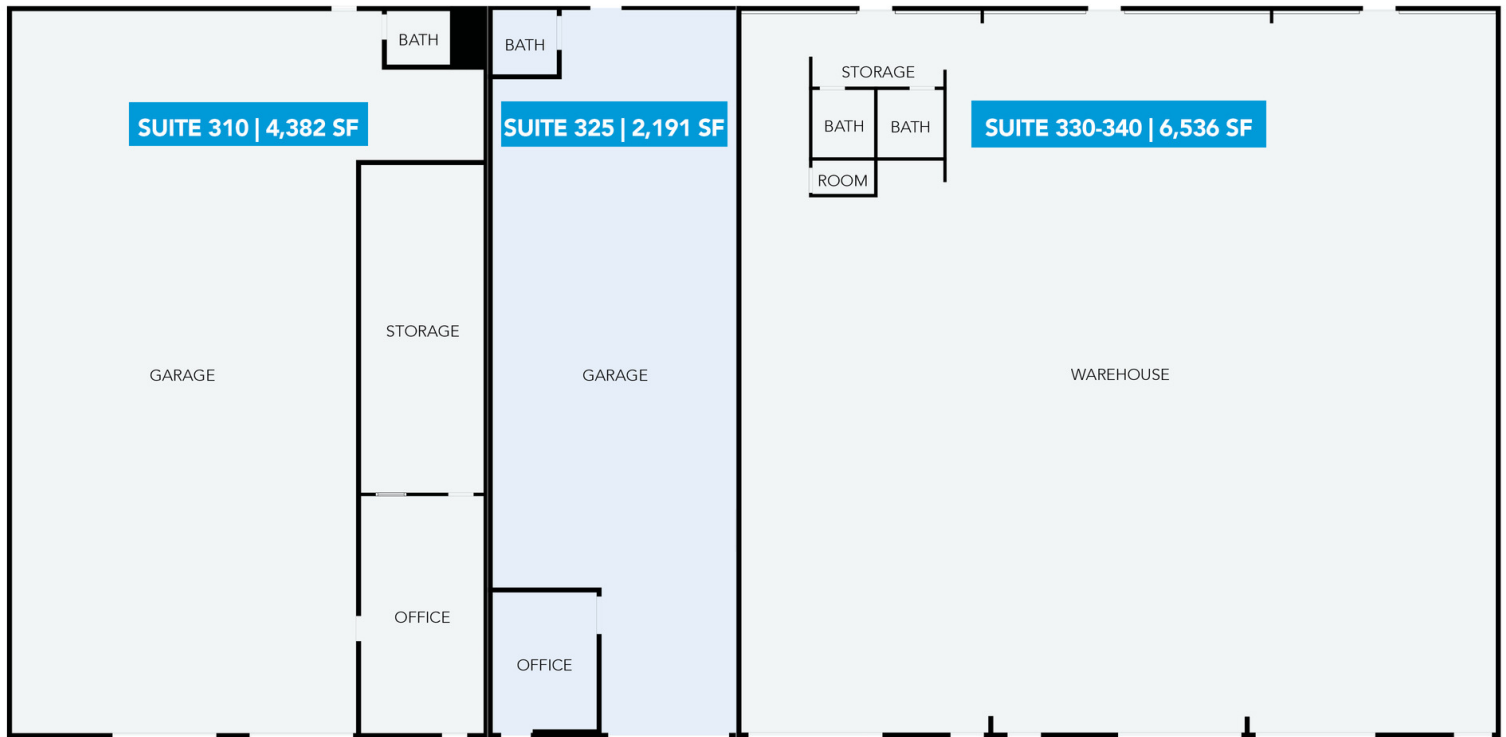 BATH
BATH
STORAGE
SUITE 310 | 4,382 SF
SUITE 325 | 2,191 SF
BATH
BATH
SUITE 330-340 | 6,536 SF
ROOM
STORAGE
GARAGE
GARAGE
WAREHOUSE
OFFICE
OFFICE